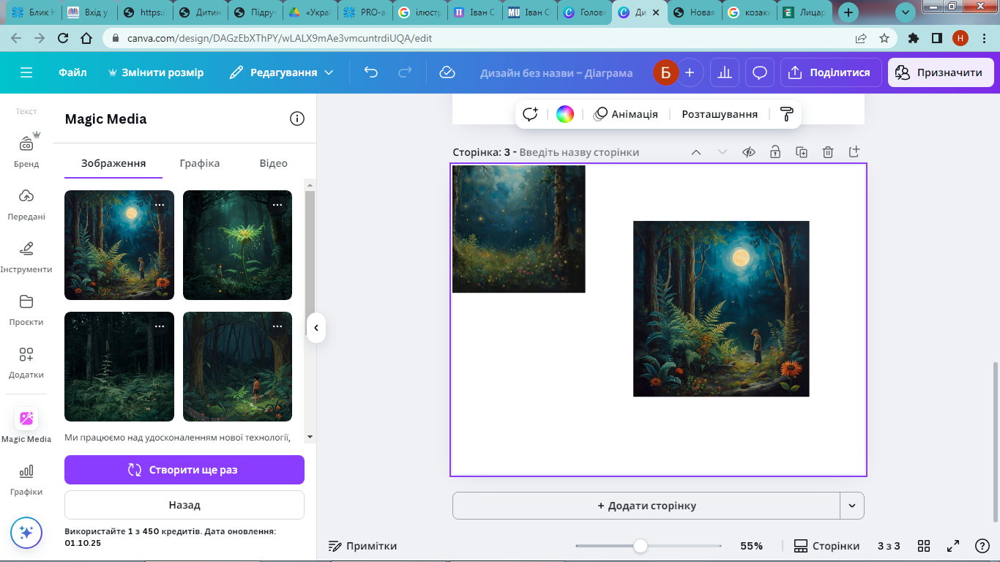 Блик Н
Вхід у
https:/
Дитин
Підруч
«Украї
PRO-а
ілюстр
Іван С
Іван С
Голові
Ди
Новая
козак
Лицар
canva.com/design/DAGzEbXThPY/wLALX9mAe3vmcuntrdiUQA/edit
Н
Файл
Змінити розмір
Редагування
Дизайн без назви – Діаграма
Б
+
Поділитися
Призначити
Текст
Бренд
Передані
Інструменти
Проєкти
Додатки
Magic Media
Графіки
Magic Media
Зображення Графіка Відео
Ми працюємо над удосконаленням нової технології,
Створити ще раз
Назад
Використайте 1 з 450 кредитів. Дата оновлення:
01.10.25
Анімація Розташування
Сторінка: 3 - Введіть назву сторінки
+ Додати сторінку
Примітки 55% Сторінки 3 з 3